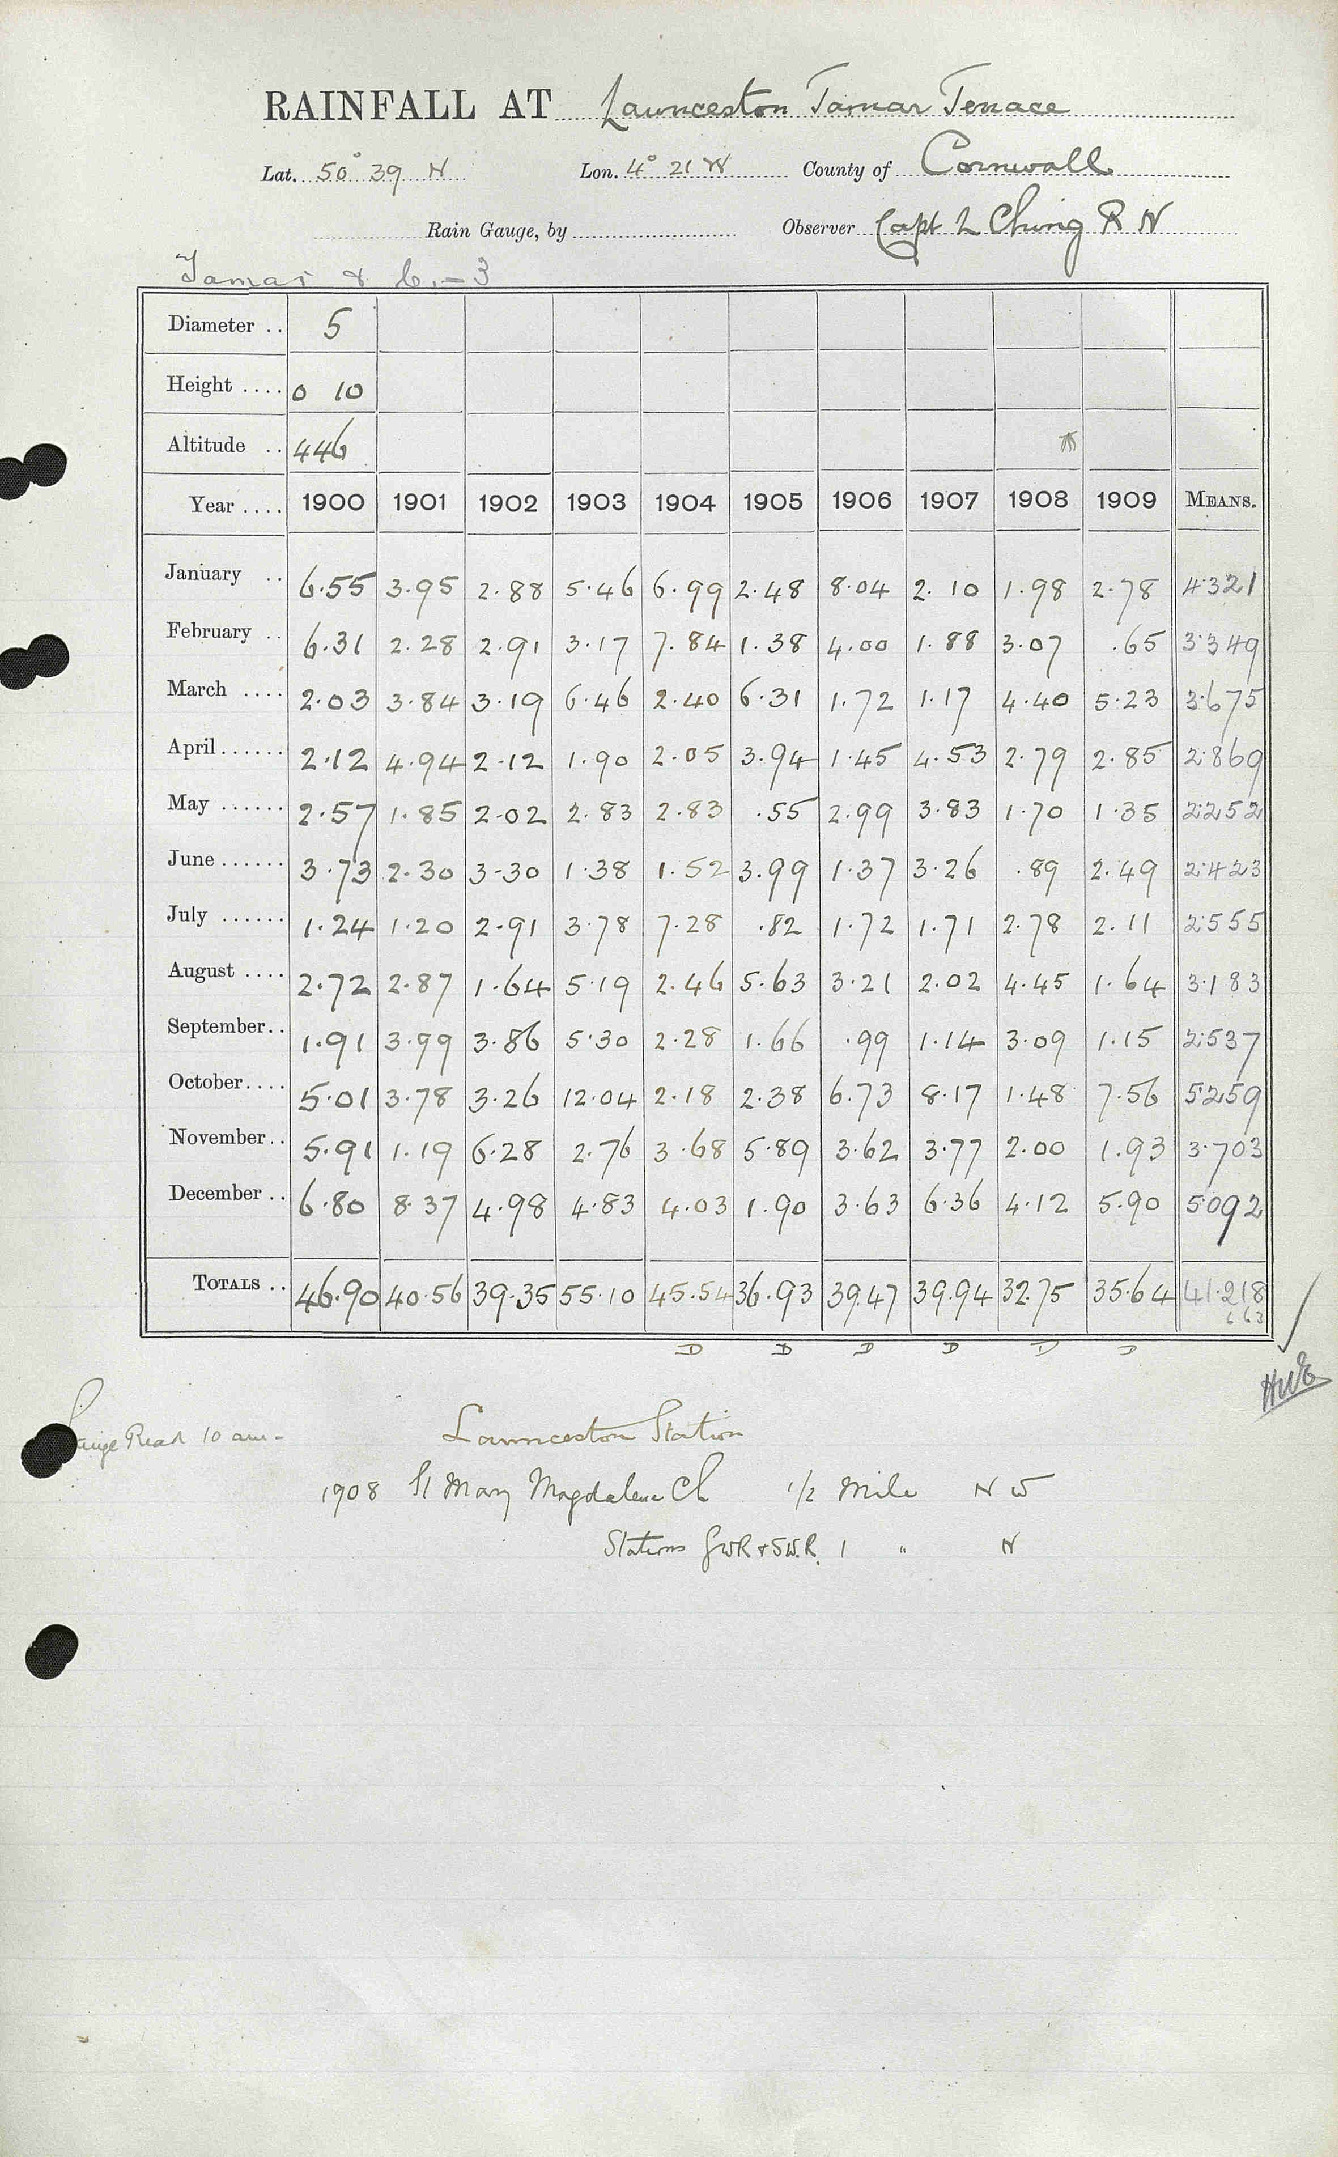 RAINFALL AT Launceston Tamar Terrace
Lat. 50° 39 N Lon. 4° 21 W County of Cornwall
Rain Gauge, by Observer Capt L Ching R N
Tamar & C.-3
Diameter .. 5
Height .... 0 10
Altitude .. 446
Year .... 1900 1901 1902 1903 1904 1905 1906 1907 1908 1909 MEANS.
January .. 6.55 3.95 2.88 5.46 6.99 2.48 8.04 2.10 1.98 2.78 4.321
February .. 6.31 2.28 2.91 3.17 7.84 1.38 4.00 1.88 3.07 .65 3.349
March .... 2.03 3.84 3.19 6.46 2.40 6.31 1.72 1.17 4.40 5.23 3.675
April ...... 2.12 4.94 2.12 1.90 2.05 3.94 1.45 4.53 2.79 2.85 2.869
May ...... 2.57 1.85 2.02 2.83 2.83 .55 2.99 3.83 1.70 1.35 2.252
June ...... 3.73 2.30 3.30 1.38 1.52 3.99 1.37 3.26 .89 2.49 2.423
July ...... 1.24 1.20 2.91 3.78 7.28 .82 1.72 1.71 2.78 2.11 2.555
August .... 2.72 2.87 1.64 5.19 2.46 5.63 3.21 2.02 4.45 1.64 3.183
September .. 1.91 3.99 3.86 5.30 2.28 1.66 .99 1.14 3.09 1.15 2.537
October .... 5.01 3.78 3.26 12.04 2.18 2.38 6.73 8.17 1.48 7.56 5.259
November .. 5.91 1.19 6.28 2.76 3.68 5.89 3.62 3.77 2.00 1.93 3.703
December .. 6.80 8.37 4.98 4.83 4.03 1.90 3.63 6.36 4.12 5.90 5.092
TOTALS .. 46.90 40.56 39.35 55.10 45.54 36.93 39.47 39.94 32.75 35.64 41.218
D D D D D D
Gauge Read 10 am - Launceston Station
1908 St Mary Magdalene Ch 1/2 Mile N W
Stations GWR & SW.R. 1 " N